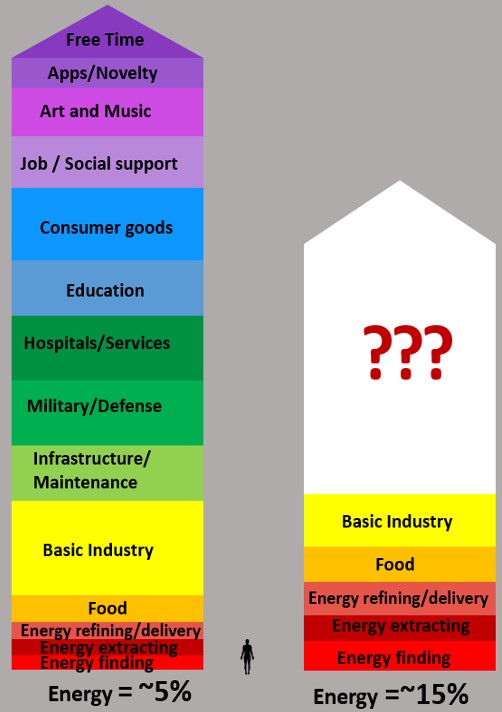 Free Time
Apps/Novelty
Art and Music
Job / Social support
Consumer goods
Education
Hospitals/Services
Military/Defense
Infrastructure/
Maintenance
Basic Industry
Food
Energy refining/delivery
Energy extracting
Energy finding
Energy = ~5%
???
Basic Industry
Food
Energy refining/delivery
Energy extracting
Energy finding
Energy =~15%